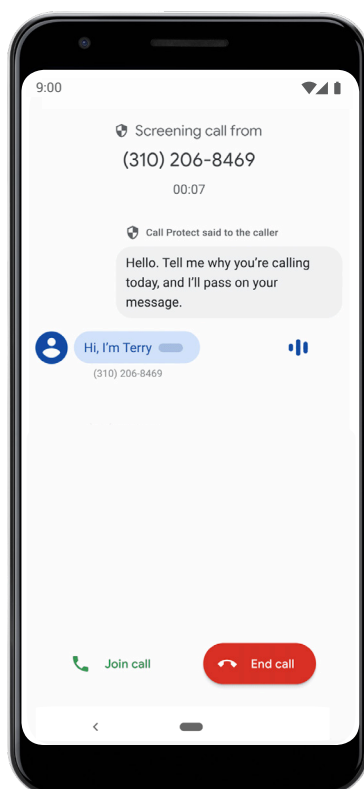 9:00
Screening call from
(310) 206-8469
00:07
Call Protect said to the caller
Hello. Tell me why you're calling
today, and I'll pass on your
message.
Hi, I'm Terry
(310) 206-8469
Join call
End call